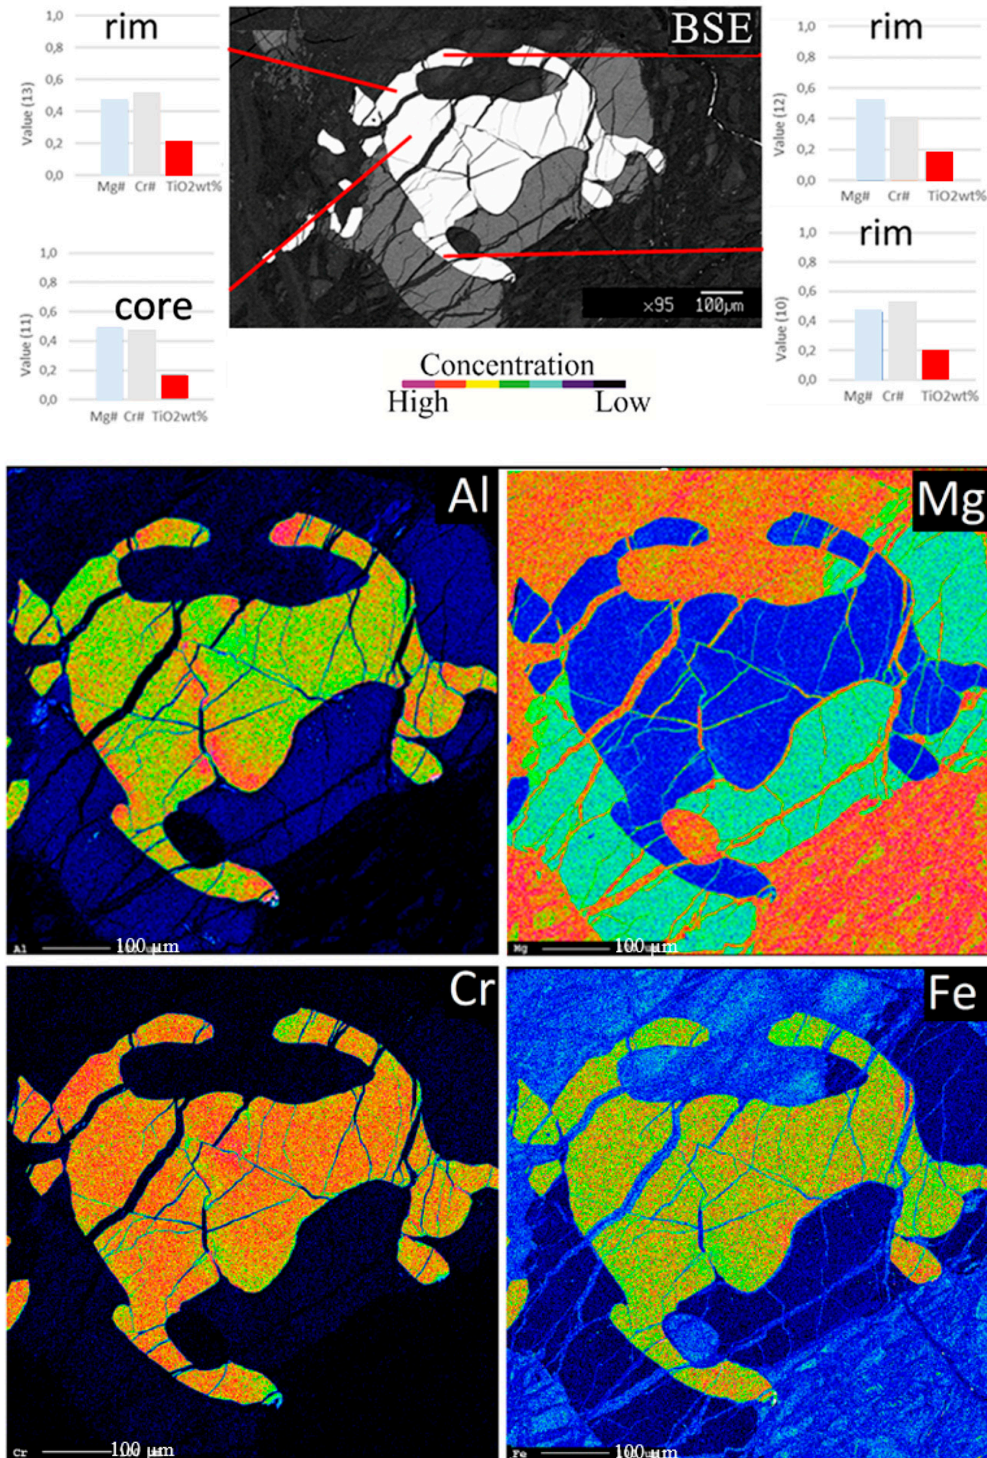 rim
1,0
0,8
0,6
0,4
0,2
0,0
Value (13)
Mg# Cr# TiO2wt%
core
1,0
0,8
0,6
0,4
0,2
0,0
Value (11)
Mg# Cr# TiO2wt%
BSE
×95 100μm
rim
1,0
0,8
0,6
0,4
0,2
0,0
Value (12)
Mg# Cr# TiO2wt%
rim
1,0
0,8
0,6
0,4
0,2
0,0
Value (10)
Mg# Cr# TiO2wt%
Concentration
High Low
Al
Al 100 μm
Mg
Mg 100 μm
Cr
Cr 100 μm
Fe
Fe 100 μm